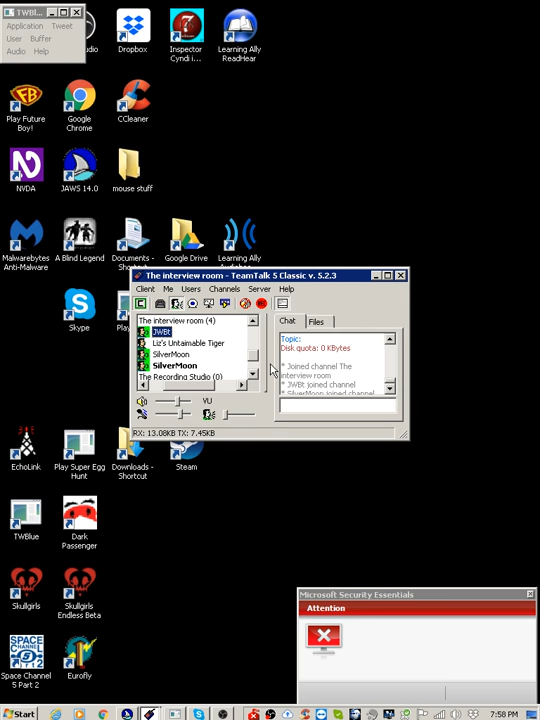 TWBl...
Application Tweet
User Buffer
Audio Help
Dropbox
Inspector
Cyndi i...
Learning Ally
ReadHear
Play Future
Boy!
Google
Chrome
CCleaner
NVDA
JAWS 14.0
mouse stuff
Malwarebytes
Anti-Malware
A Blind Legend
Documents -
Google Drive
Learning Ally
Skype
The interview room - TeamTalk 5 Classic v. 5.2.3
Client Me Users Channels Server Help
The interview room (4)
JWBt
Liz's Untaimable Tiger
SilverMoon
SilverMoon
The Recording Studio (0)
VU
Chat Files
Topic:
Disk quota: 0 KBytes
* Joined channel The
interview room
* JWBt joined channel
* SilverMoon joined channel
RX: 13.08KB TX: 7.45KB
EchoLink
Play Super Egg
Hunt
Downloads -
Shortcut
Steam
TWBlue
Dark
Passenger
Skullgirls
Skullgirls
Endless Beta
SPACE
CHANNEL
5
Part 2
Space Channel
5 Part 2
Eurofly
Microsoft Security Essentials
Attention
Start
7:58 PM